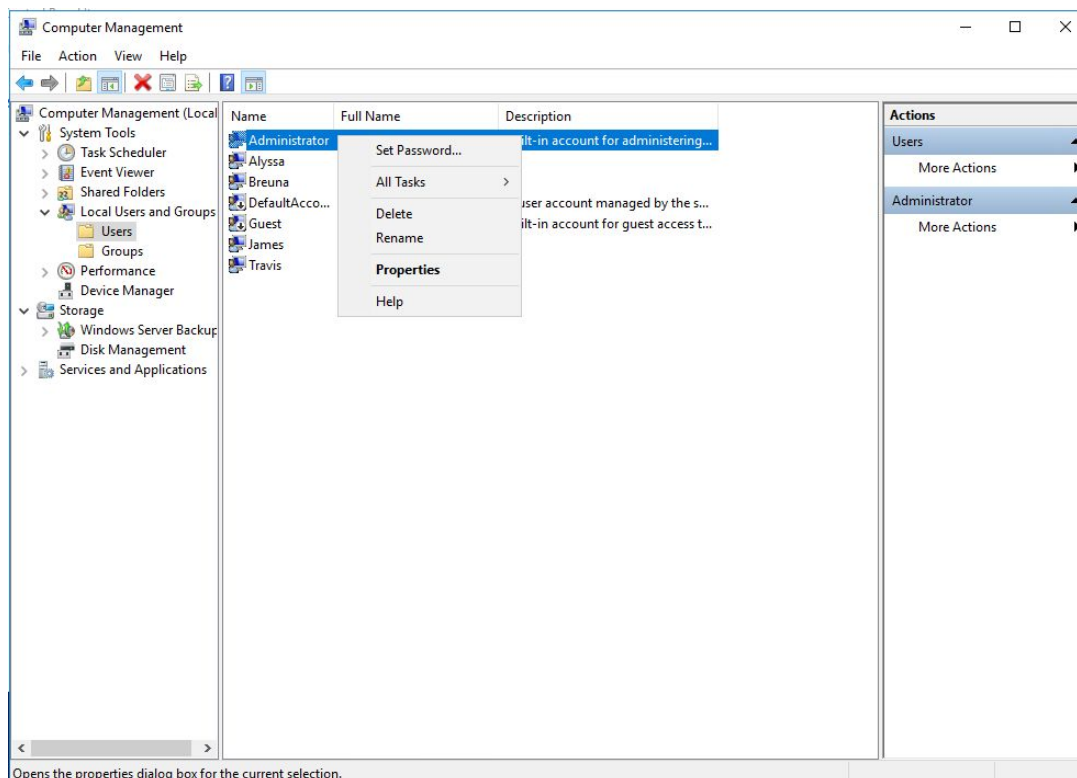 Computer Management
File Action View Help
Computer Management (Local
System Tools
Task Scheduler
Event Viewer
Shared Folders
Local Users and Groups
Users
Groups
Performance
Device Manager
Storage
Windows Server Backup
Disk Management
Services and Applications
Name Full Name Description
Administrator ilt-in account for administering...
Alyssa
Breuna
DefaultAcco... user account managed by the s...
Guest ilt-in account for guest access t...
James
Travis
Set Password...
All Tasks
Delete
Rename
Properties
Help
Actions
Users
More Actions
Administrator
More Actions
Opens the properties dialog box for the current selection.